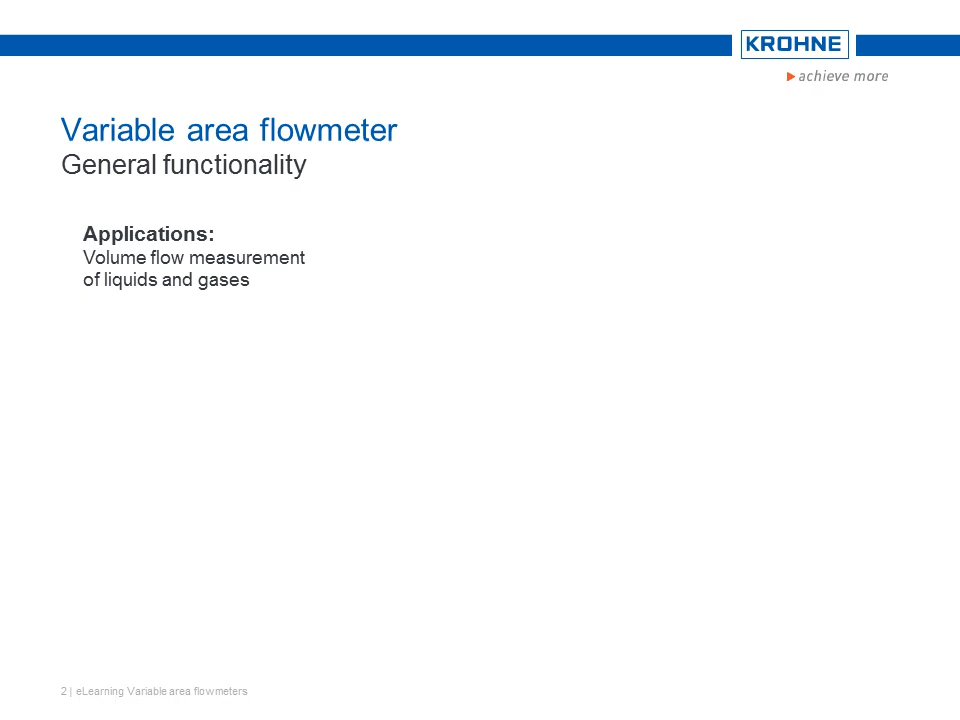 KROHNE
achieve more
Variable area flowmeter
General functionality
Applications:
Volume flow measurement
of liquids and gases
2 | eLearning Variable area flowmeters